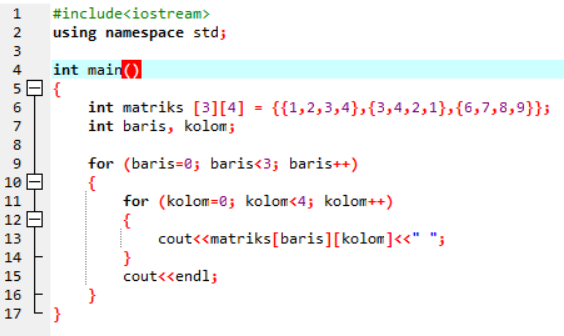 1 #include<iostream>
2 using namespace std;
3
4 int main()
5 {
6 int matriks [3][4] = {{1,2,3,4},{3,4,2,1},{6,7,8,9}};
7 int baris, kolom;
8
9 for (baris=0; baris<3; baris++)
10 {
11 for (kolom=0; kolom<4; kolom++)
12 {
13 cout<<matriks[baris][kolom]<<" ";
14 }
15 cout<<endl;
16 }
17 }